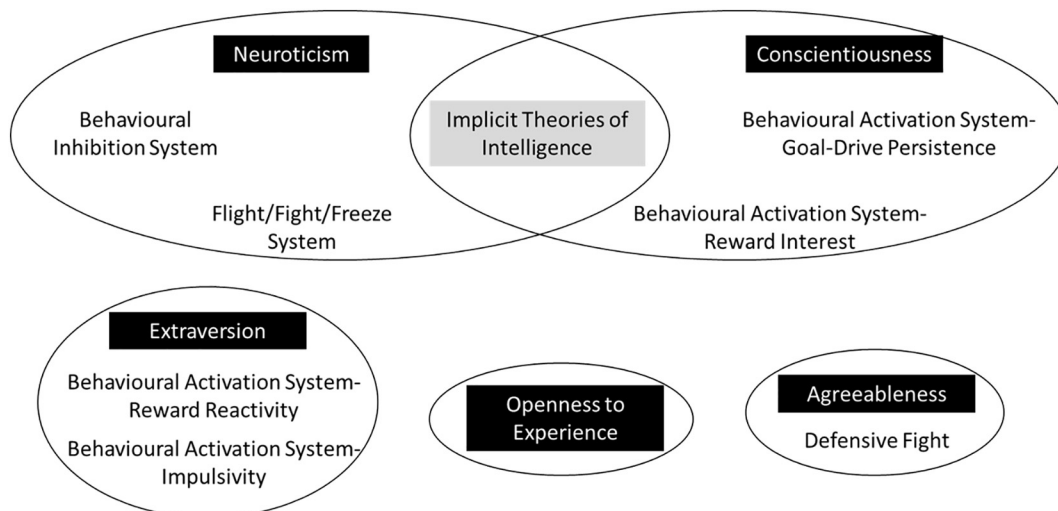 Neuroticism
Behavioural
Inhibition System
Flight/Fight/Freeze
System
Implicit Theories of
Intelligence
Conscientiousness
Behavioural Activation System-
Goal-Drive Persistence
Behavioural Activation System-
Reward Interest
Extraversion
Behavioural Activation System-
Reward Reactivity
Behavioural Activation System-
Impulsivity
Openness to
Experience
Agreeableness
Defensive Fight